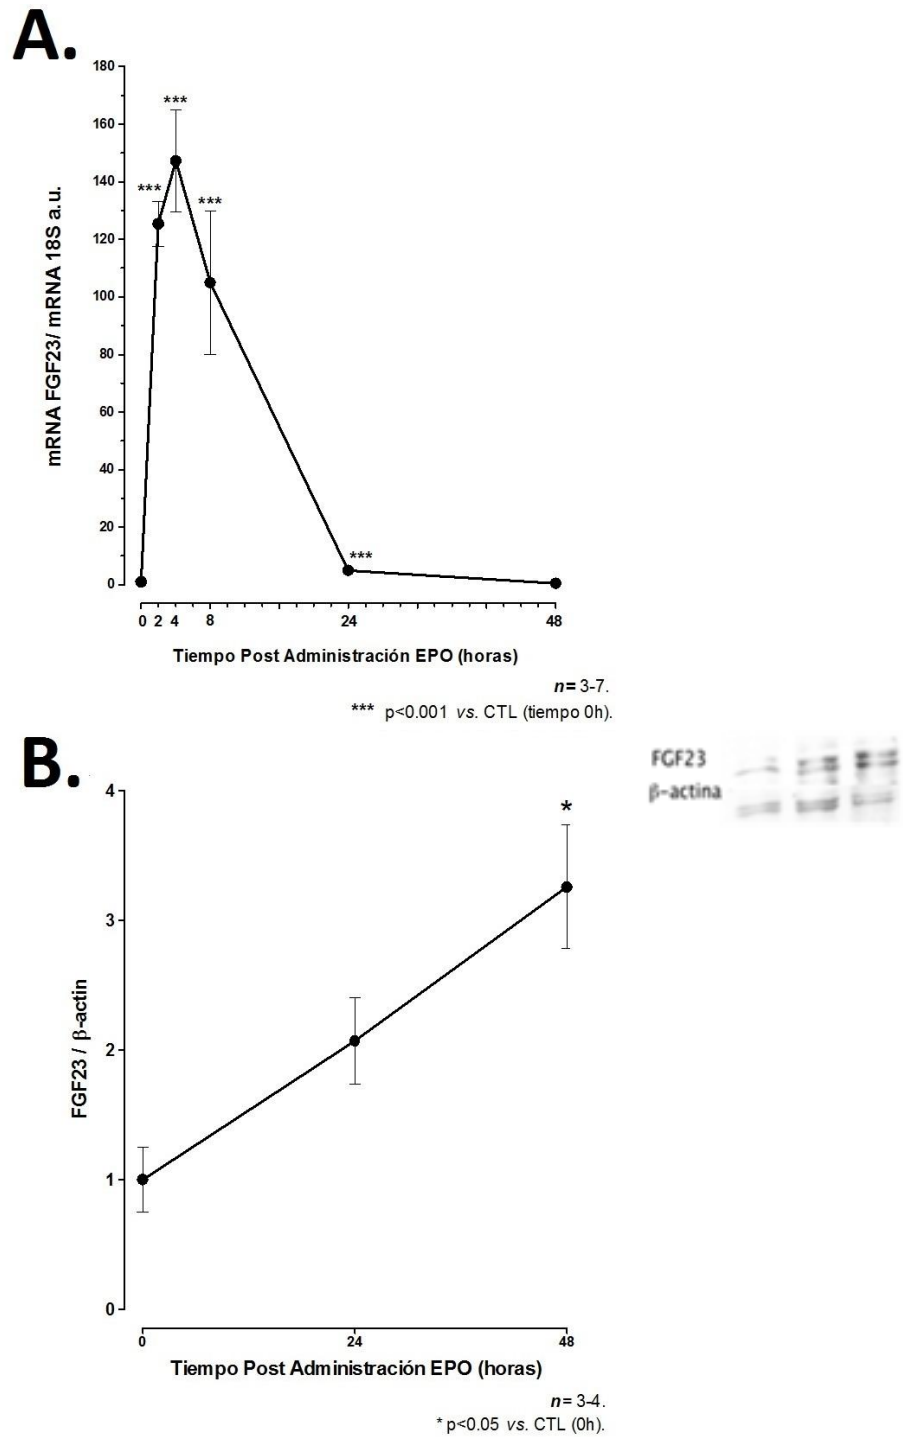 A.
180
160
140
120
100
80
60
40
20
0
mRNA FGF23/ mRNA 18S a.u.
***
***
***
***
0 2 4 8 24 48
Tiempo Post Administración EPO (horas)
n= 3-7.
*** p<0.001 vs. CTL (tiempo 0h).
B.
FGF23
β-actina
4
3
2
1
0
FGF23 / β-actin
*
0 24 48
Tiempo Post Administración EPO (horas)
n= 3-4.
* p<0.05 vs. CTL (0h).